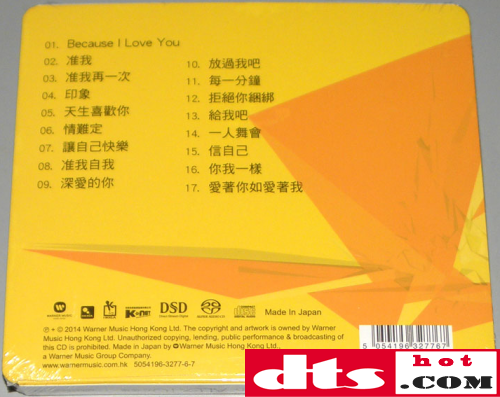 01. Because I Love You
02. 准我
03. 准我再一次
04. 印象
05. 天生喜歡你
06. 情難定
07. 讓自己快樂
08. 准我自我
09. 深愛的你
10. 放過我吧
11. 每一分鐘
12. 拒絕你綑綁
13. 給我吧
14. 一人舞會
15. 信自己
16. 你我一樣
17. 愛著你如愛著我
DSD
Made In Japan
℗ + © 2014 Warner Music Hong Kong Ltd. The copyright and artwork is owned by Warner
Music Hong Kong Ltd. Unauthorized copying, lending, public performance & broadcasting of
this CD is prohibited. Made in Japan by Warner Music Hong Kong Ltd.
a Warner Music Group Company.
www.warnermusic.com.hk 5054196-3277-6-7
5 054196 327767
dts
hot
.COM